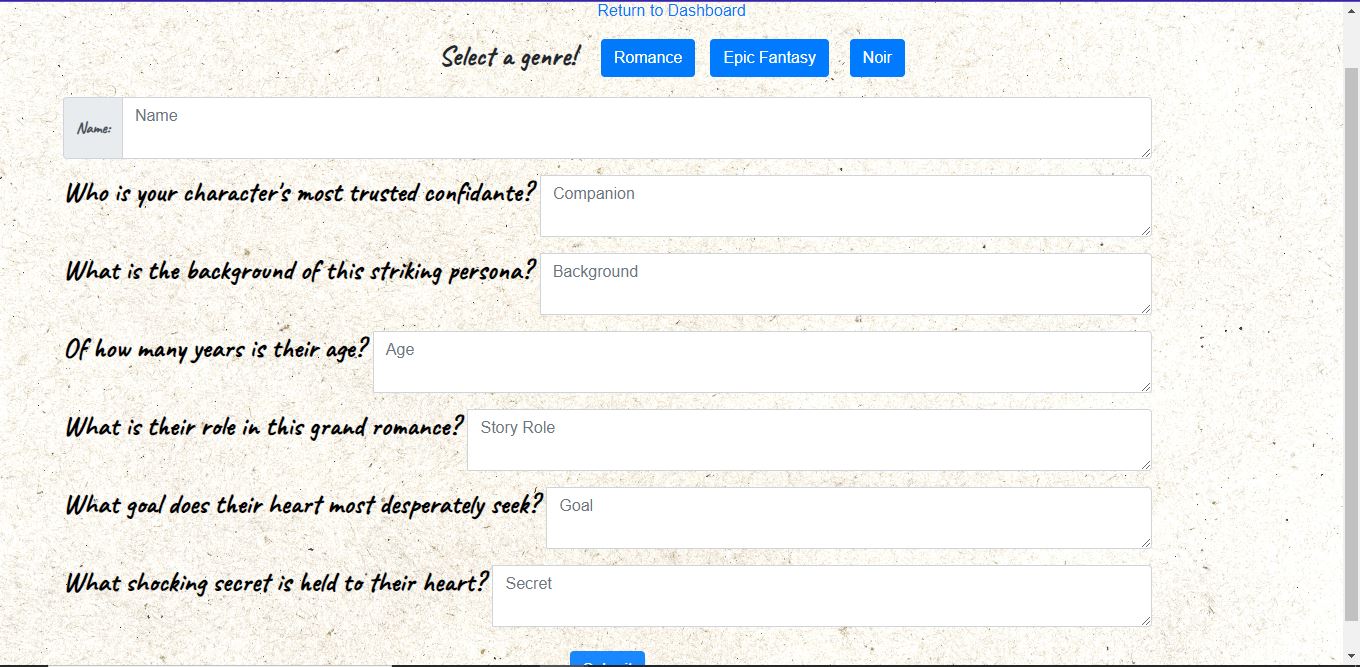 Return to Dashboard
Select a genre! Romance Epic Fantasy Noir
Name: Name
Who is your character's most trusted confidante? Companion
What is the background of this striking persona? Background
Of how many years is their age? Age
What is their role in this grand romance? Story Role
What goal does their heart most desperately seek? Goal
What shocking secret is held to their heart? Secret